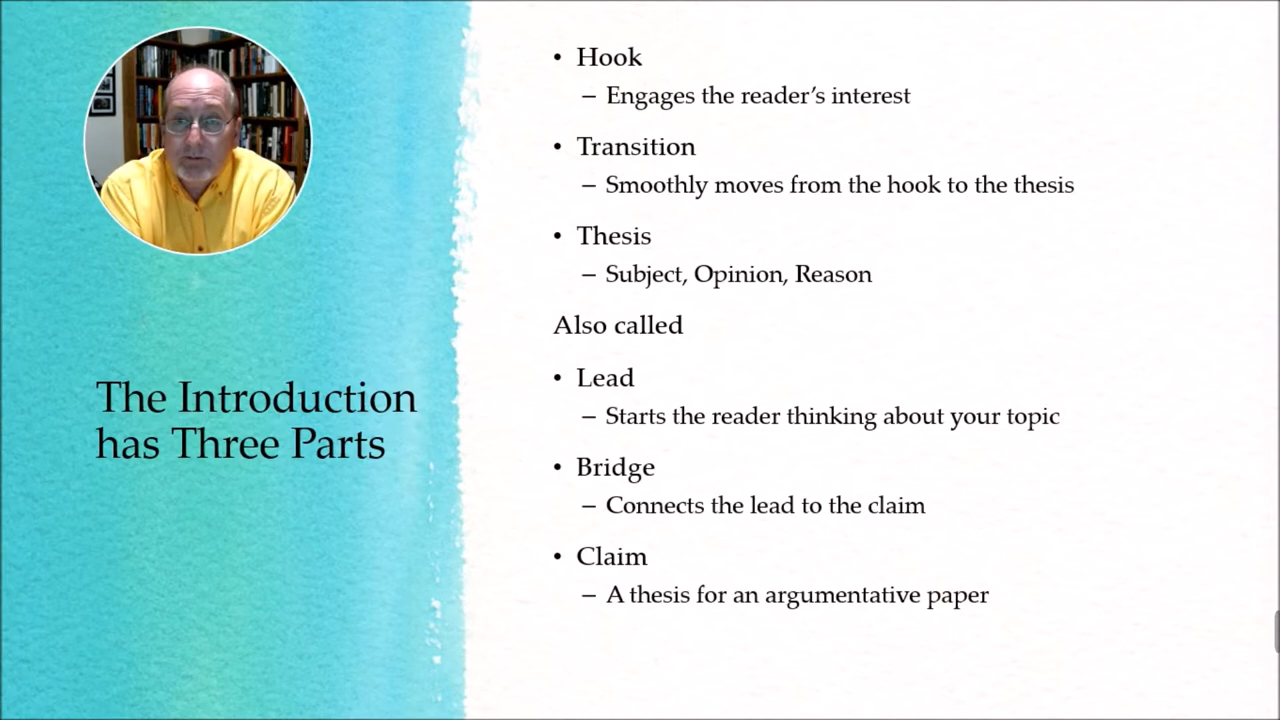 The Introduction
has Three Parts
• Hook
– Engages the reader’s interest
• Transition
– Smoothly moves from the hook to the thesis
• Thesis
– Subject, Opinion, Reason
Also called
• Lead
– Starts the reader thinking about your topic
• Bridge
– Connects the lead to the claim
• Claim
– A thesis for an argumentative paper